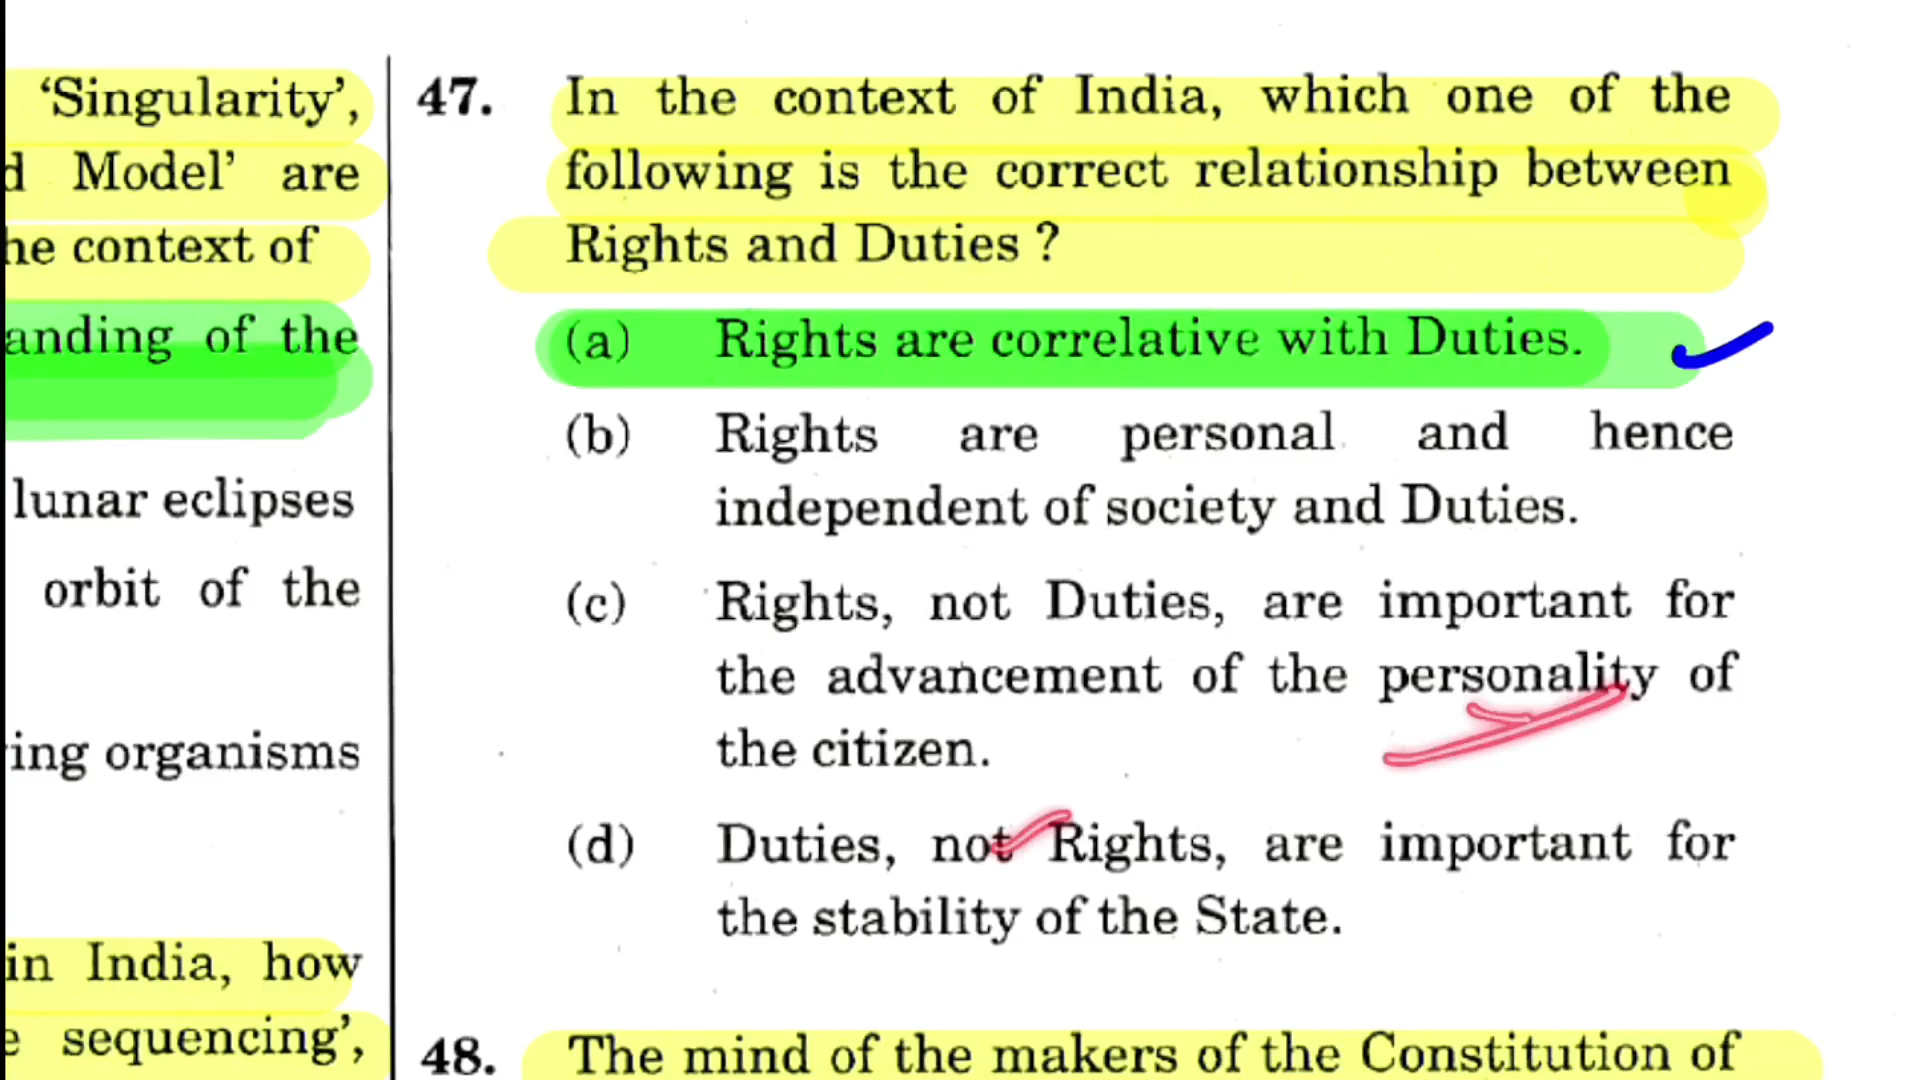 ‘Singularity’,
Model’ are
context of
of the
lunar eclipses
orbit of the
organisms
in India, how
sequencing’,
47. In the context of India, which one of the
following is the correct relationship between
Rights and Duties ?
(a) Rights are correlative with Duties.
(b) Rights are personal and hence
independent of society and Duties.
(c) Rights, not Duties, are important for
the advancement of the personality of
the citizen.
(d) Duties, not Rights, are important for
the stability of the State.
48. The mind of the makers of the Constitution of